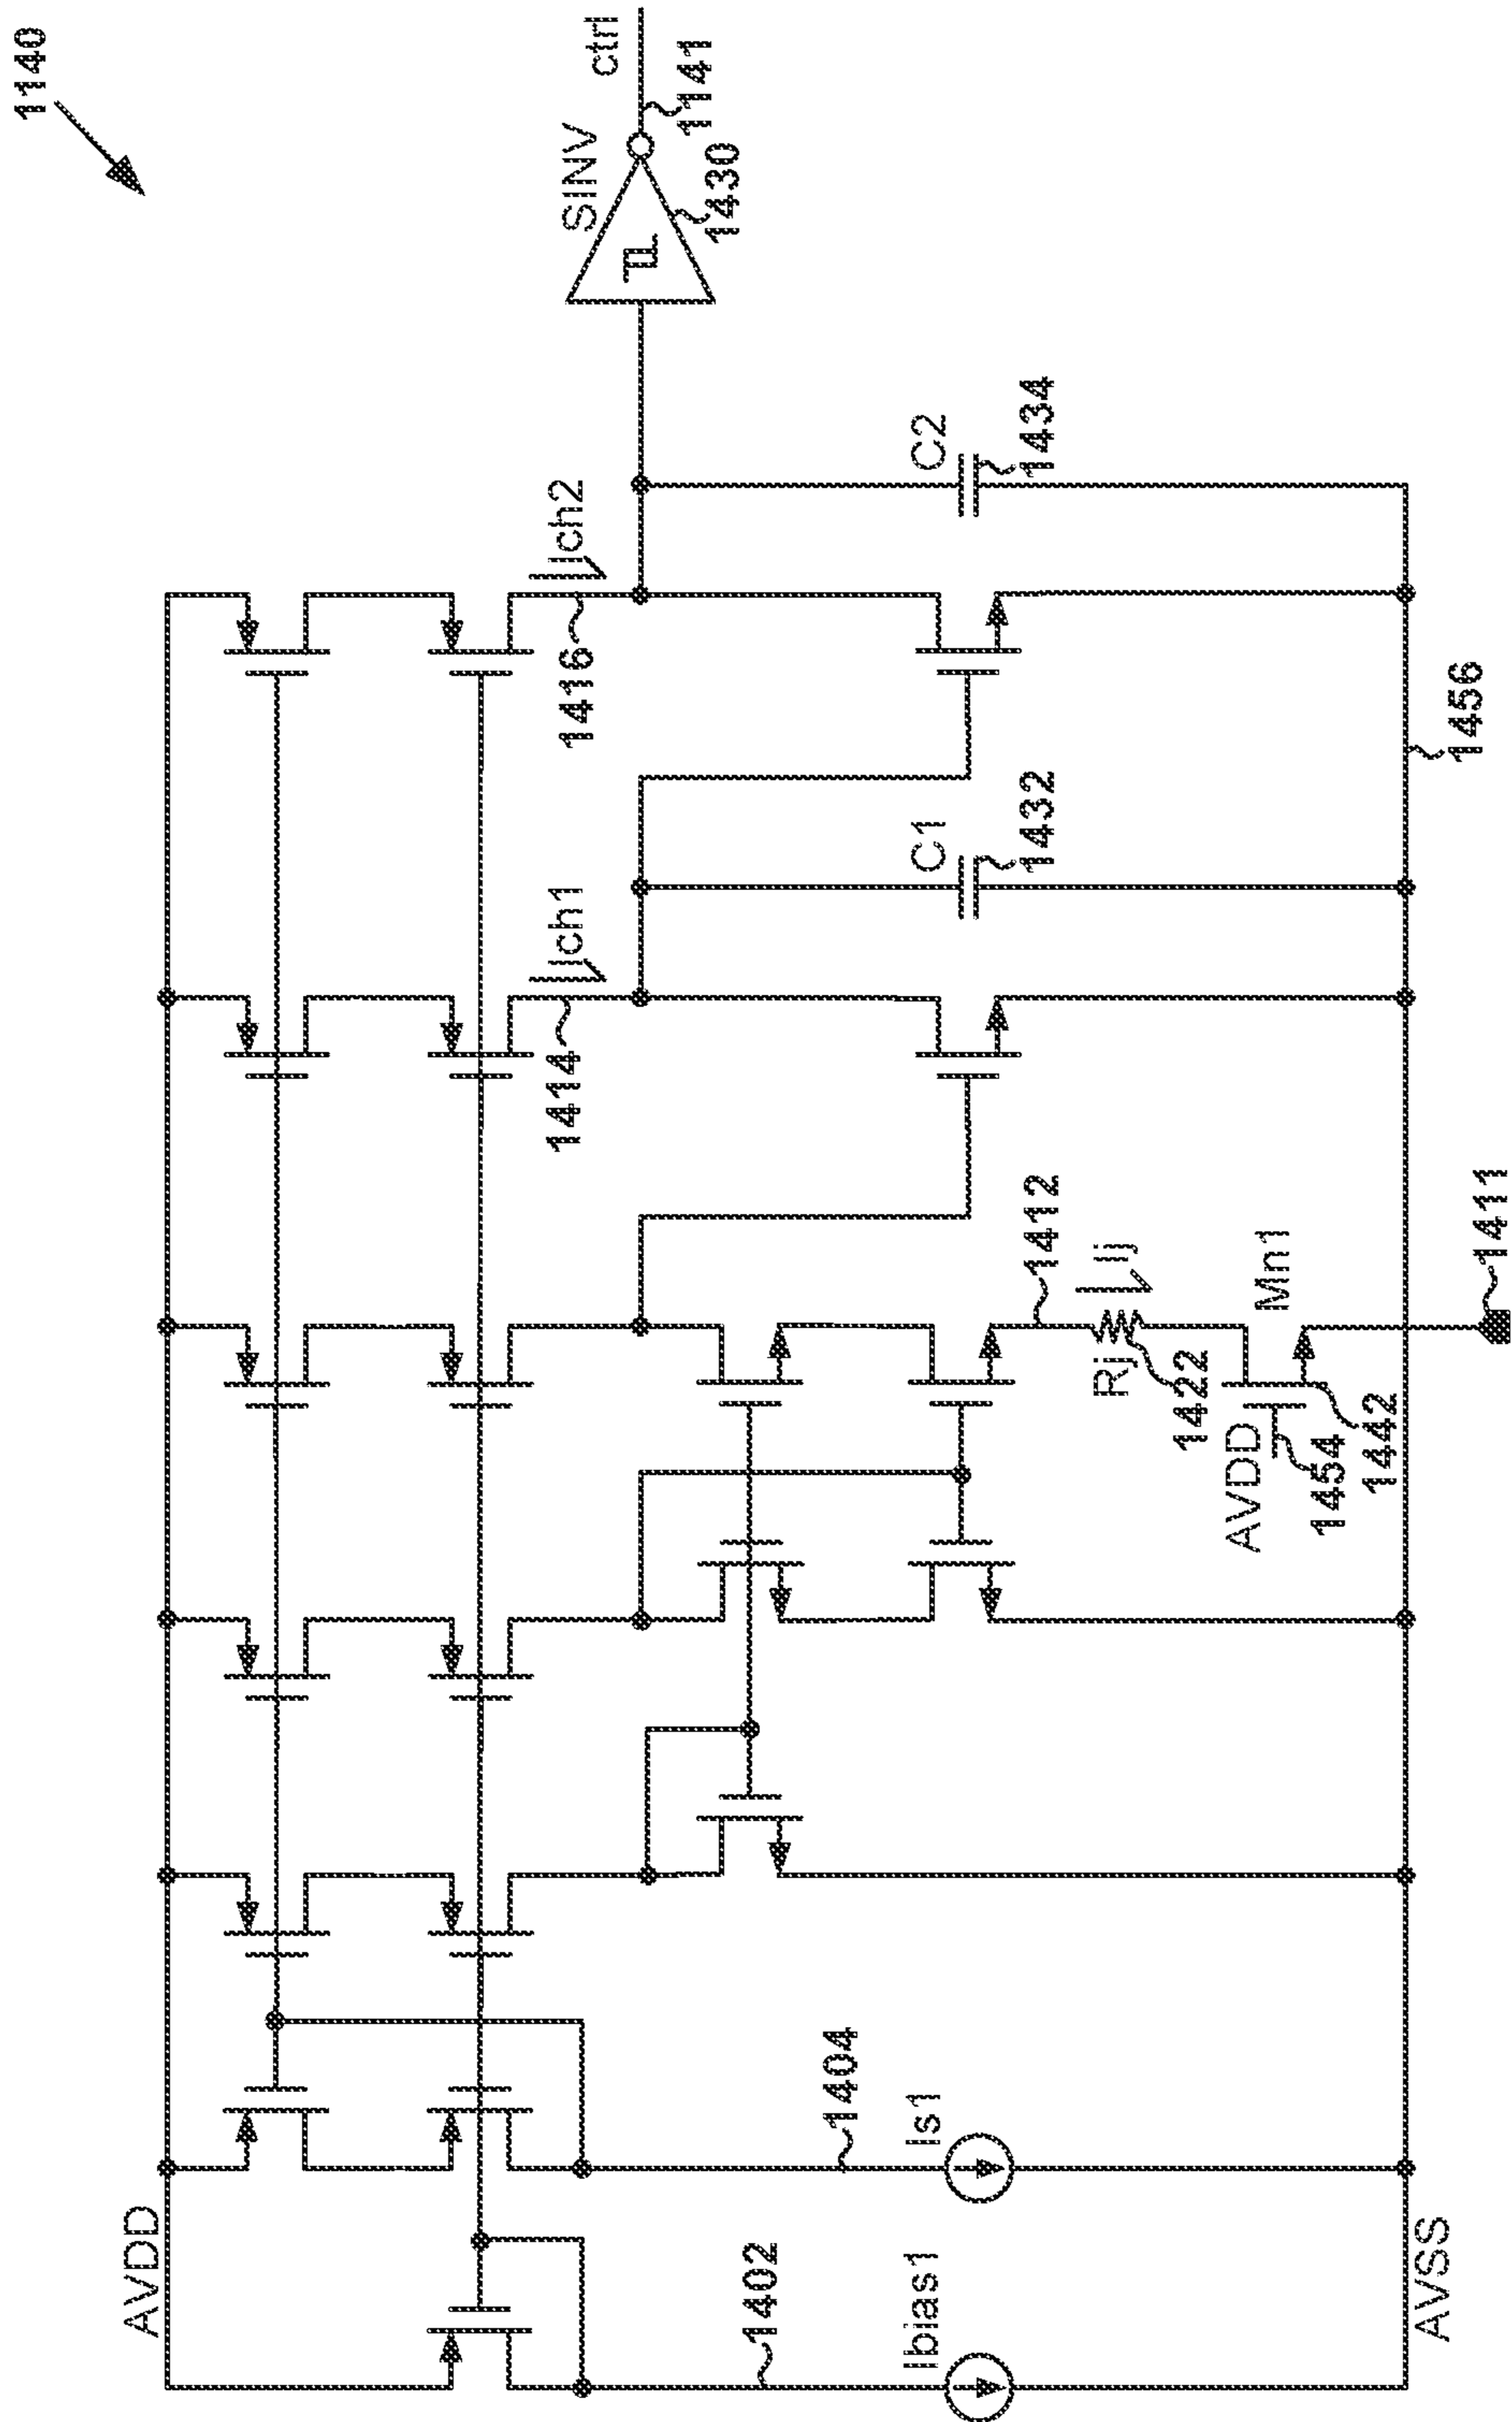 1140
AVDD
Ich1
1414
Ich2
1416
SINV
1430
ctrl
1141
1402
Ibias1
1404
Is1
1412
Rj
Ij
1422
AVDD
Mn1
1454
1442
C1
1432
C2
1434
AVSS
1411
1456